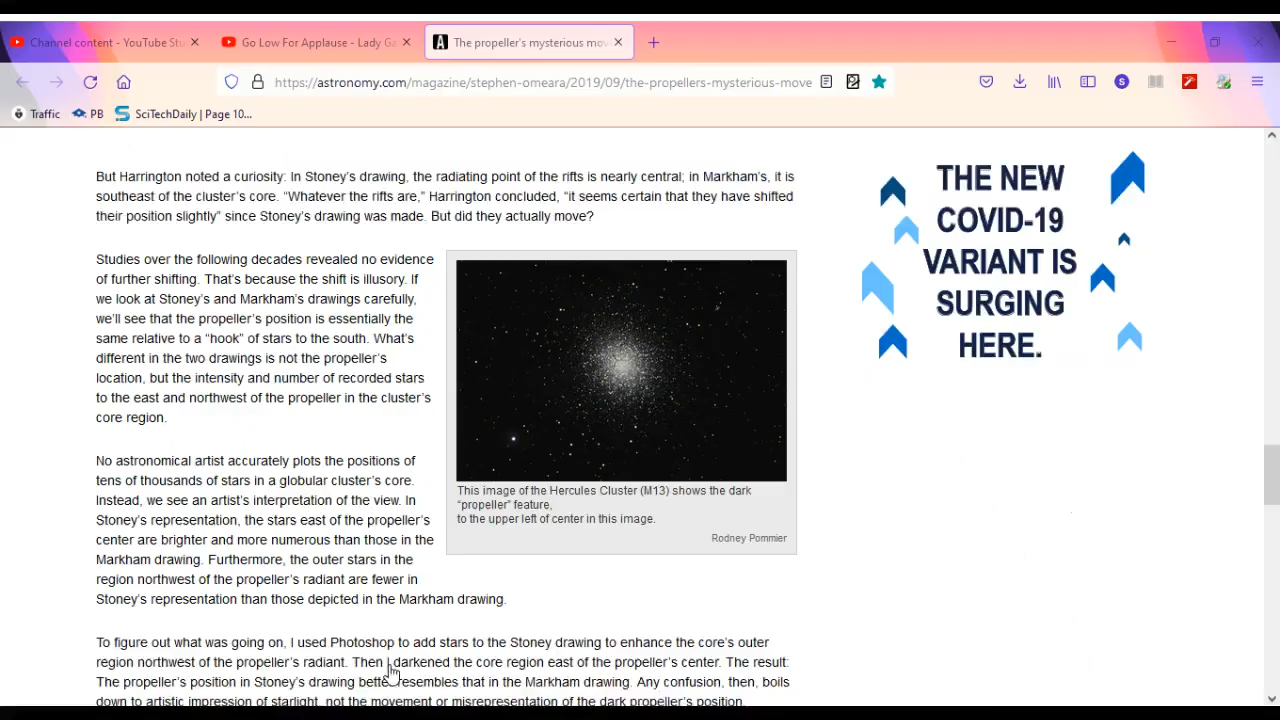 Channel content - YouTube Stu
Go Low For Applause - Lady Ga
The propeller's mysterious mov
https://astronomy.com/magazine/stephen-omeara/2019/09/the-propellers-mysterious-move
S
Traffic
PB
SciTechDaily | Page 10...
But Harrington noted a curiosity: In Stoney's drawing, the radiating point of the rifts is nearly central; in Markham's, it is
southeast of the cluster's core. “Whatever the rifts are,” Harrington concluded, “it seems certain that they have shifted
their position slightly” since Stoney's drawing was made. But did they actually move?
Studies over the following decades revealed no evidence
of further shifting. That's because the shift is illusory. If
we look at Stoney's and Markham's drawings carefully,
we'll see that the propeller's position is essentially the
same relative to a “hook” of stars to the south. What's
different in the two drawings is not the propeller's
location, but the intensity and number of recorded stars
to the east and northwest of the propeller in the cluster's
core region.
This image of the Hercules Cluster (M13) shows the dark
“propeller” feature,
to the upper left of center in this image.
Rodney Pommier
No astronomical artist accurately plots the positions of
tens of thousands of stars in a globular cluster's core.
Instead, we see an artist's interpretation of the view. In
Stoney's representation, the stars east of the propeller's
center are brighter and more numerous than those in the
Markham drawing. Furthermore, the outer stars in the
region northwest of the propeller's radiant are fewer in
Stoney's representation than those depicted in the Markham drawing.
To figure out what was going on, I used Photoshop to add stars to the Stoney drawing to enhance the core's outer
region northwest of the propeller's radiant. Then I darkened the core region east of the propeller's center. The result:
The propeller's position in Stoney's drawing better resembles that in the Markham drawing. Any confusion, then, boils
down to artistic impression of starlight, not the movement or misrepresentation of the dark propeller's position.
THE NEW
COVID-19
VARIANT IS
SURGING
HERE.